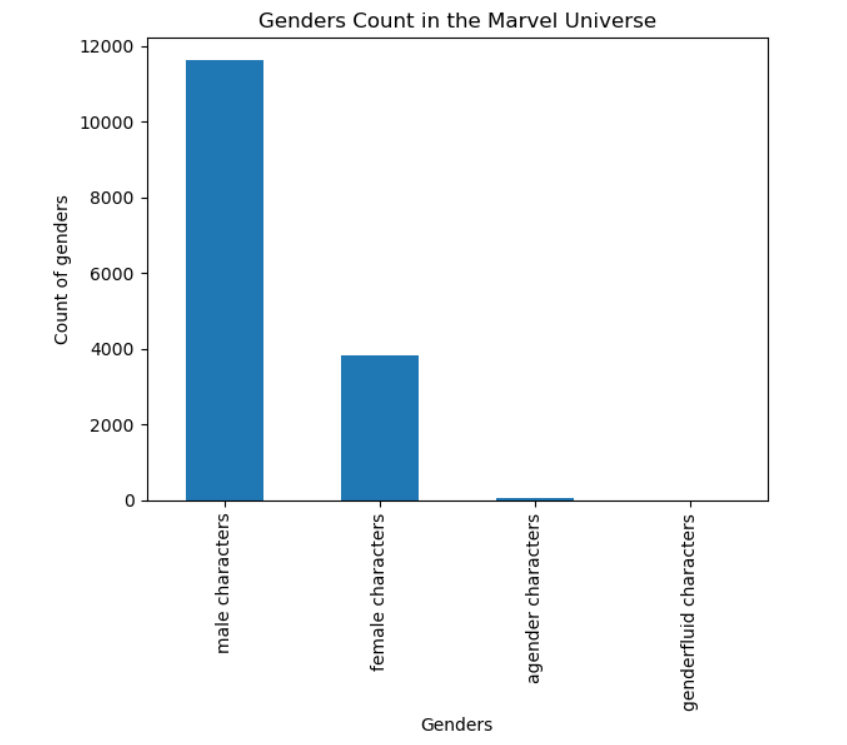 Genders Count in the Marvel Universe
12000
10000
8000
6000
4000
2000
0
Count of genders
male characters
female characters
agender characters
genderfluid characters
Genders